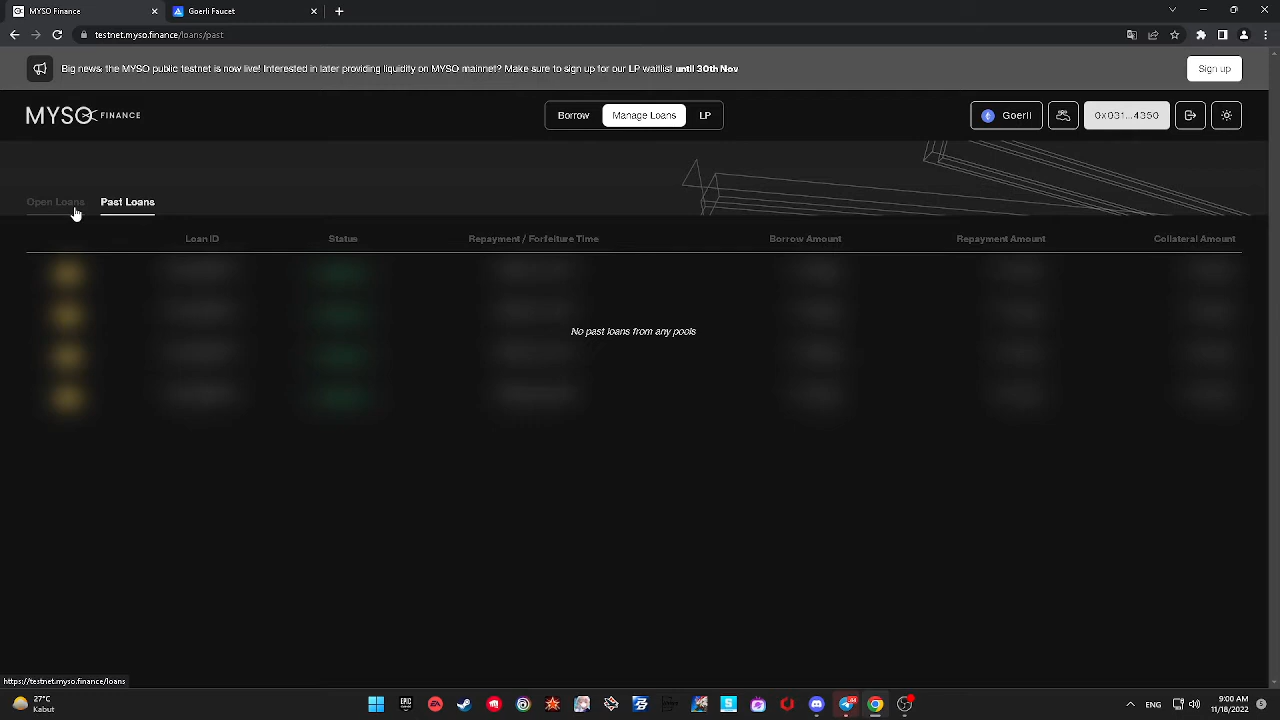 MYSO Finance
Goerli Faucet
testnet.myso.finance/loans/past
Big news the MYSO public testnet is now live! Interested in later providing liquidity on MYSO mainnet? Make sure to sign up for our LP waitlist until 30th Nov
Sign up
MYSO FINANCE
Borrow
Manage Loans
LP
Goerli
0X031...4350
Open Loans
Past Loans
Loan ID
Status
Repayment / Forfeiture Time
Borrow Amount
Repayment Amount
Collateral Amount
No past loans from any pools
https://testnet.myso.finance/loans
27°C
Kabut
ENG
9:00 AM
11/18/2022